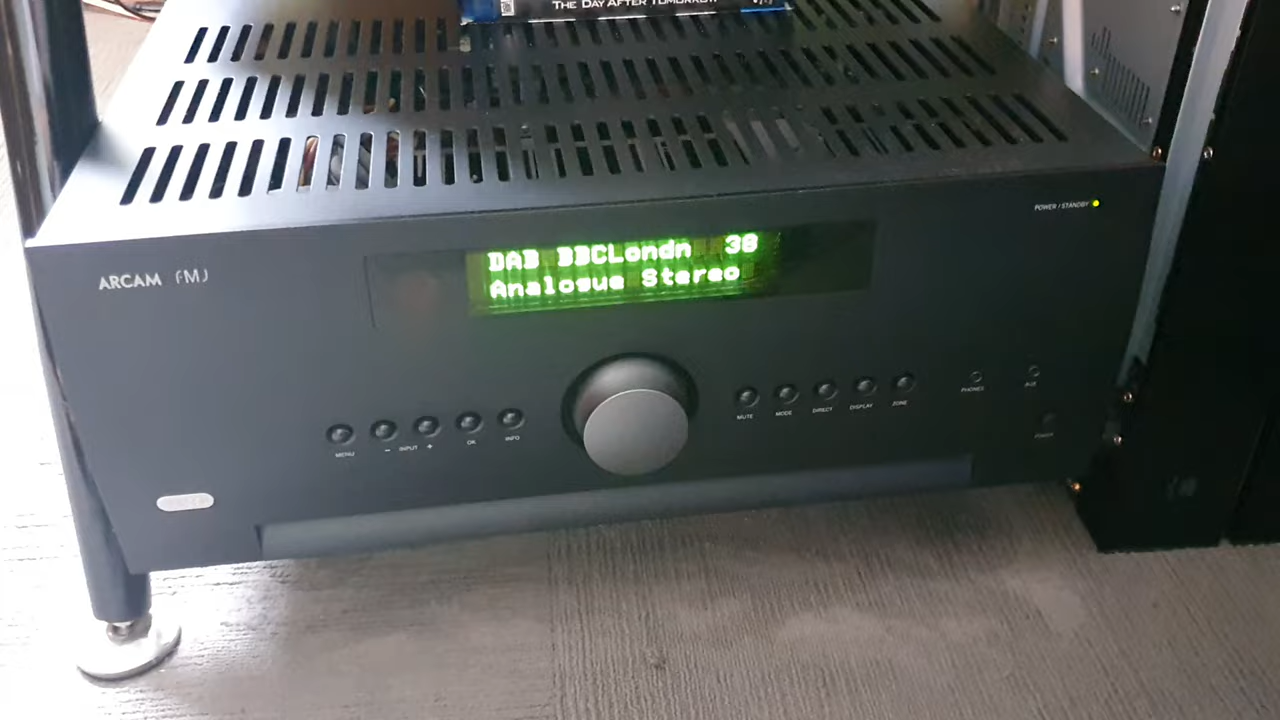 THE DAY AFTER TOMORROW
POWER / STANDBY
ARCAM FMJ
DAB BBCLondn 38
Analogue Stereo
MENU
- INPUT +
OK
INFO
MUTE
MODE
DIRECT
DISPLAY
ZONE
PHONES
AUX
POWER